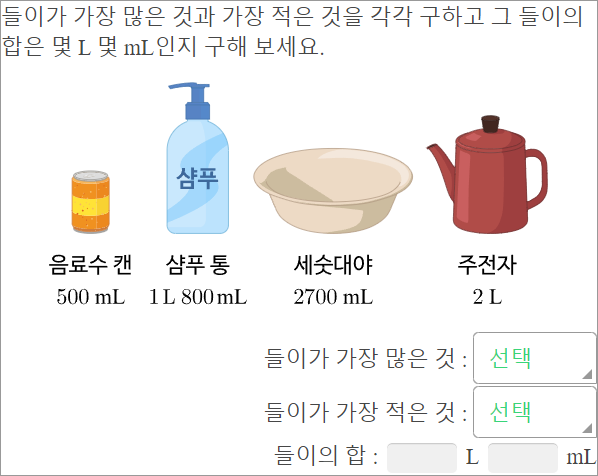 들이가 가장 많은 것과 가장 적은 것을 각각 구하고 그 들이의
합은 몇 L 몇 mL인지 구해 보세요.
샴푸
음료수 캔 샴푸 통 세숫대야 주전자
500 mL 1 L 800 mL 2700 mL 2 L
들이가 가장 많은 것 : 선택
들이가 가장 적은 것 : 선택
들이의 합 : L mL